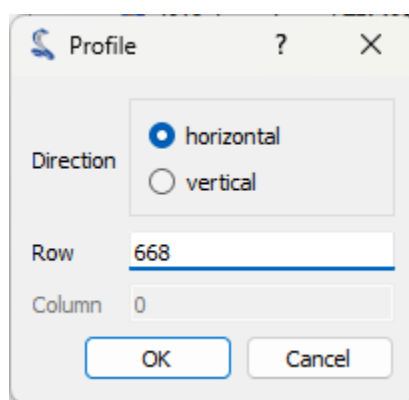 Profile ?
Direction
horizontal
vertical
Row 668
Column 0
OK Cancel